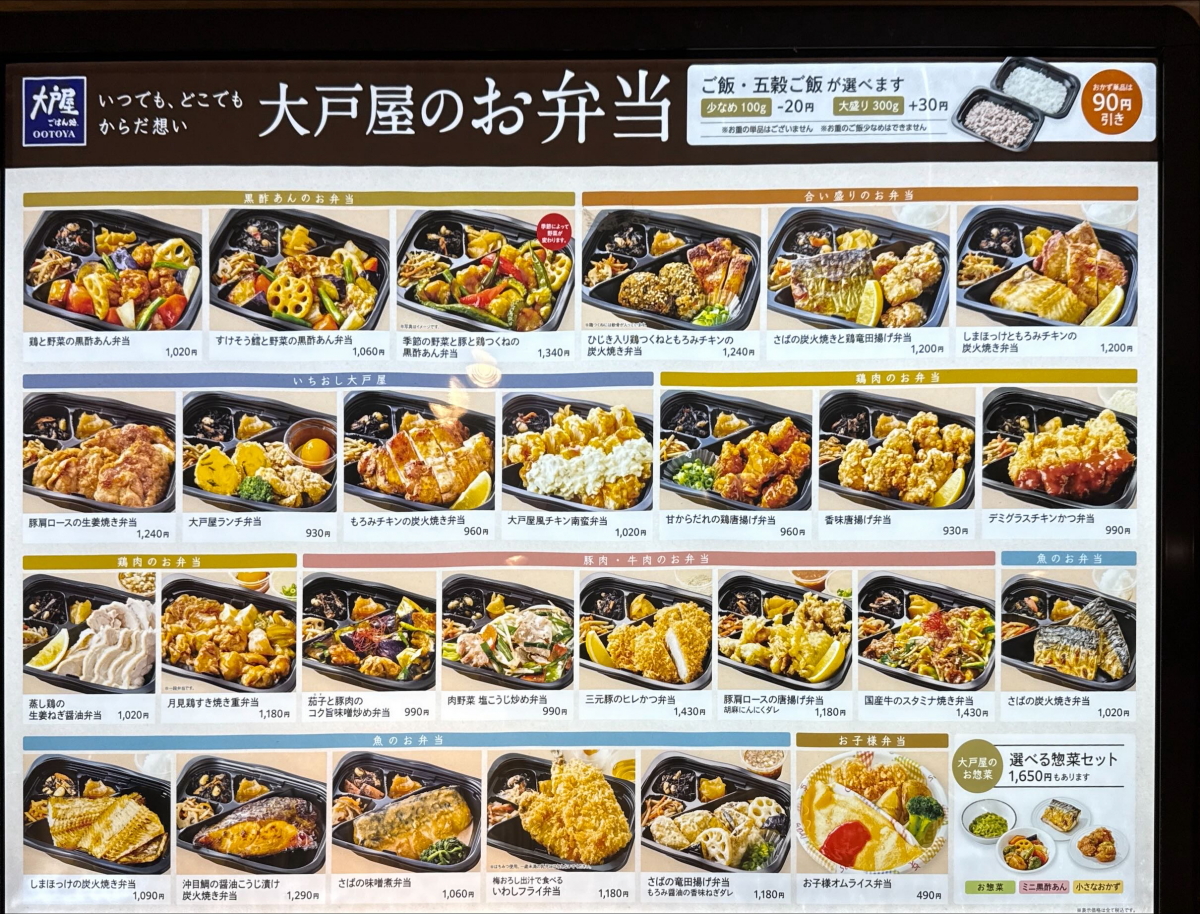 大戸屋
ごはん処
OOTOYA
いつでも、どこでも
からだ想い
大戸屋のお弁当
ご飯・五穀ご飯が選べます
少なめ 100g -20円 大盛り 300g +30円
※お重の単品はございません ※お重のご飯少なめはできません
おかず単品は
90円
引き
黒酢あんのお弁当
鶏と野菜の黒酢あん弁当
1,020円
すけそう鱈と野菜の黒酢あん弁当
1,060円
季節によって
野菜が
変わります。
※写真はイメージです。
季節の野菜と豚と鶏つくねの
黒酢あん弁当 1,340円
合い盛りのお弁当
ひじき入り鶏つくねともろみチキンの
炭火焼き弁当 1,240円
さばの炭火焼きと鶏竜田揚げ弁当
1,200円
しまほっけともろみチキンの
炭火焼き弁当 1,200円
いちおし大戸屋
豚肩ロースの生姜焼き弁当
1,240円
大戸屋ランチ弁当
930円
もろみチキンの炭火焼き弁当
960円
大戸屋風チキン南蛮弁当
1,020円
鶏肉のお弁当
甘からだれの鶏唐揚げ弁当
960円
香味唐揚げ弁当
930円
デミグラスチキンかつ弁当
990円
鶏肉のお弁当
蒸し鶏の
生姜ねぎ醤油弁当 1,020円
月見鶏すき焼き重弁当
1,180円
豚肉・牛肉のお弁当
茄子と豚肉の
コク旨味噌炒め弁当 990円
肉野菜 塩こうじ炒め弁当
990円
三元豚のヒレかつ弁当
1,430円
豚肩ロースの唐揚げ弁当
胡麻にんにくダレ 1,180円
国産牛のスタミナ焼き弁当
1,430円
魚のお弁当
さばの炭火焼き弁当
1,020円
魚のお弁当
しまほっけの炭火焼き弁当
1,090円
沖目鯛の醤油こうじ漬け
炭火焼き弁当 1,290円
さばの味噌煮弁当
1,060円
梅おろし出汁で食べる
いわしフライ弁当 1,180円
さばの竜田揚げ弁当
もろみ醤油の香味ねぎダレ 1,180円
お子様弁当
お子様オムライス弁当
490円
大戸屋の
お惣菜
選べる惣菜セット
1,650円もあります
お惣菜 ミニ黒酢あん 小さなおかず
※表示価格は全て税込です。